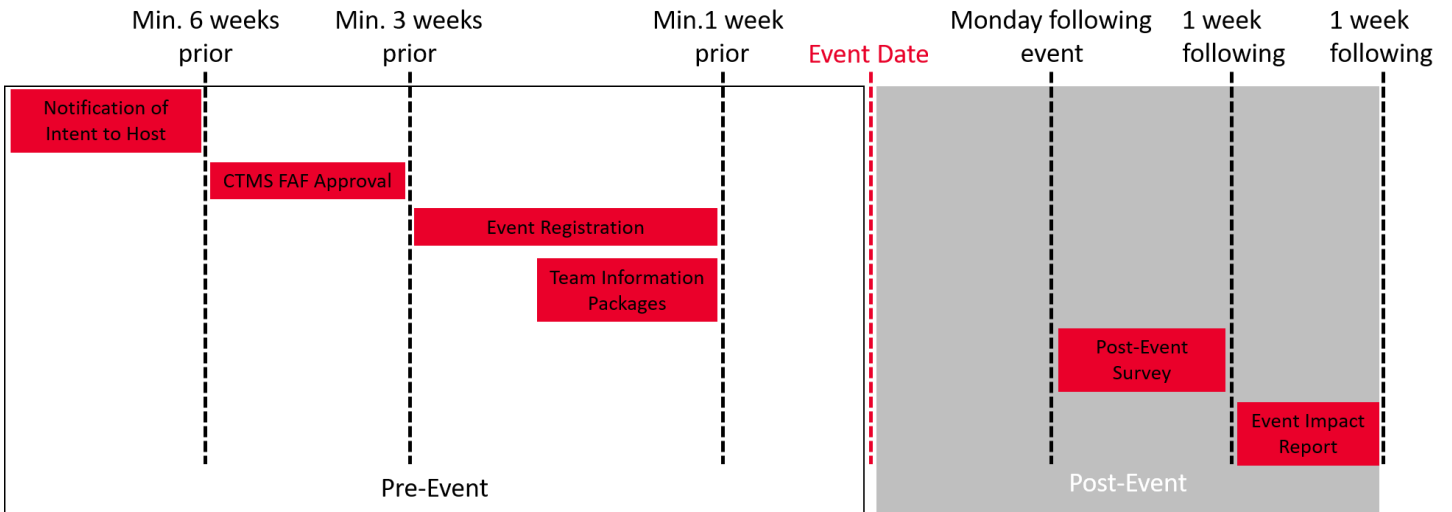 Min. 6 weeks
prior
Min. 3 weeks
prior
Min.1 week
prior
Event Date
Monday following
event
1 week
following
1 week
following
Notification of
Intent to Host
CTMS FAF Approval
Event Registration
Team Information
Packages
Post-Event
Survey
Event Impact
Report
Pre-Event
Post-Event